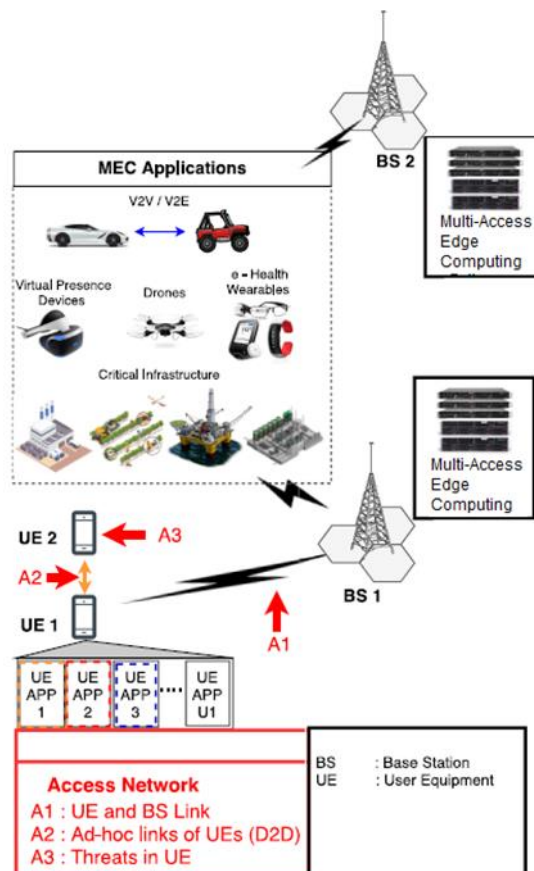 BS 2
MEC Applications
V2V / V2E
Multi-Access
Edge
Computing
Virtual Presence
Devices
Drones
e - Health
Wearables
Critical Infrastructure
Multi-Access
Edge
Computing
UE 2
A3
A2
UE 1
BS 1
A1
UE
APP
1
UE
APP
2
UE
APP
3
UE
APP
U1
Access Network
A1 : UE and BS Link
A2 : Ad-hoc links of UEs (D2D)
A3 : Threats in UE
BS : Base Station
UE : User Equipment